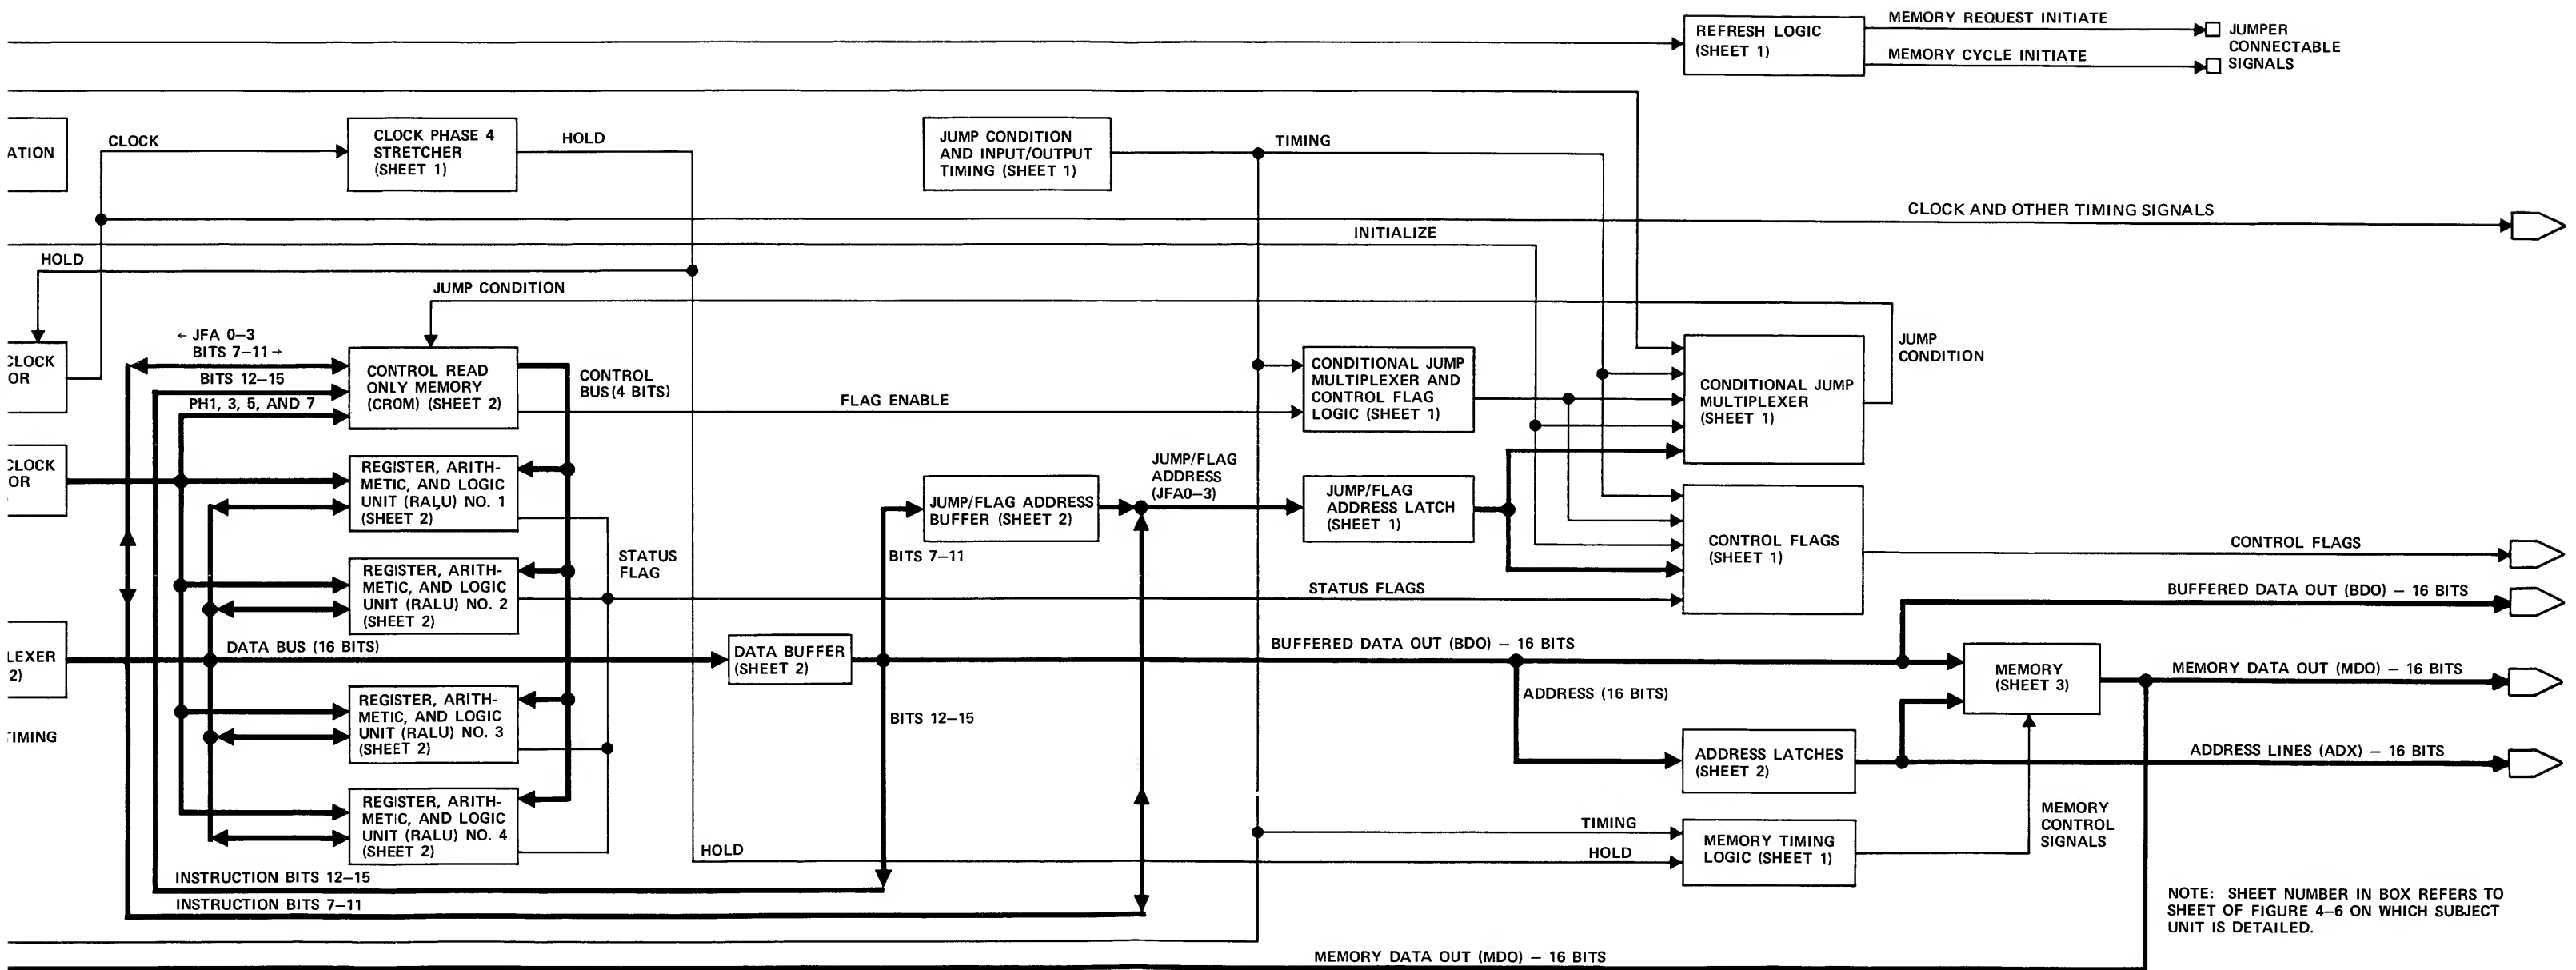 MEMORY REQUEST INITIATE
REFRESH LOGIC
(SHEET 1)
MEMORY CYCLE INITIATE
JUMPER
CONNECTABLE
SIGNALS
ATION
CLOCK
CLOCK PHASE 4
STRETCHER
(SHEET 1)
HOLD
JUMP CONDITION
AND INPUT/OUTPUT
TIMING (SHEET 1)
TIMING
CLOCK AND OTHER TIMING SIGNALS
INITIALIZE
HOLD
JUMP CONDITION
← JFA 0–3
BITS 7–11→
BITS 12–15
PH1, 3, 5, AND 7
CLOCK
OR
CONTROL READ
ONLY MEMORY
(CROM) (SHEET 2)
CONTROL
BUS(4 BITS)
FLAG ENABLE
CONDITIONAL JUMP
MULTIPLEXER AND
CONTROL FLAG
LOGIC (SHEET 1)
CONDITIONAL JUMP
MULTIPLEXER
(SHEET 1)
JUMP
CONDITION
CLOCK
OR
REGISTER, ARITH-
METIC, AND LOGIC
UNIT (RALU) NO. 1
(SHEET 2)
JUMP/FLAG ADDRESS
BUFFER (SHEET 2)
JUMP/FLAG
ADDRESS
(JFA0–3)
JUMP/FLAG
ADDRESS LATCH
(SHEET 1)
BITS 7–11
STATUS
FLAG
CONTROL FLAGS
(SHEET 1)
CONTROL FLAGS
REGISTER, ARITH-
METIC, AND LOGIC
UNIT (RALU) NO. 2
(SHEET 2)
STATUS FLAGS
BUFFERED DATA OUT (BDO) – 16 BITS
LEXER
2)
DATA BUS (16 BITS)
DATA BUFFER
(SHEET 2)
BUFFERED DATA OUT (BDO) – 16 BITS
MEMORY
(SHEET 3)
MEMORY DATA OUT (MDO) – 16 BITS
ADDRESS (16 BITS)
BITS 12–15
REGISTER, ARITH-
METIC, AND LOGIC
UNIT (RALU) NO. 3
(SHEET 2)
TIMING
ADDRESS LATCHES
(SHEET 2)
ADDRESS LINES (ADX) – 16 BITS
REGISTER, ARITH-
METIC, AND LOGIC
UNIT (RALU) NO. 4
(SHEET 2)
HOLD
TIMING
HOLD
MEMORY TIMING
LOGIC (SHEET 1)
MEMORY
CONTROL
SIGNALS
INSTRUCTION BITS 12–15
INSTRUCTION BITS 7–11
NOTE: SHEET NUMBER IN BOX REFERS TO
SHEET OF FIGURE 4–6 ON WHICH SUBJECT
UNIT IS DETAILED.
MEMORY DATA OUT (MDO) – 16 BITS